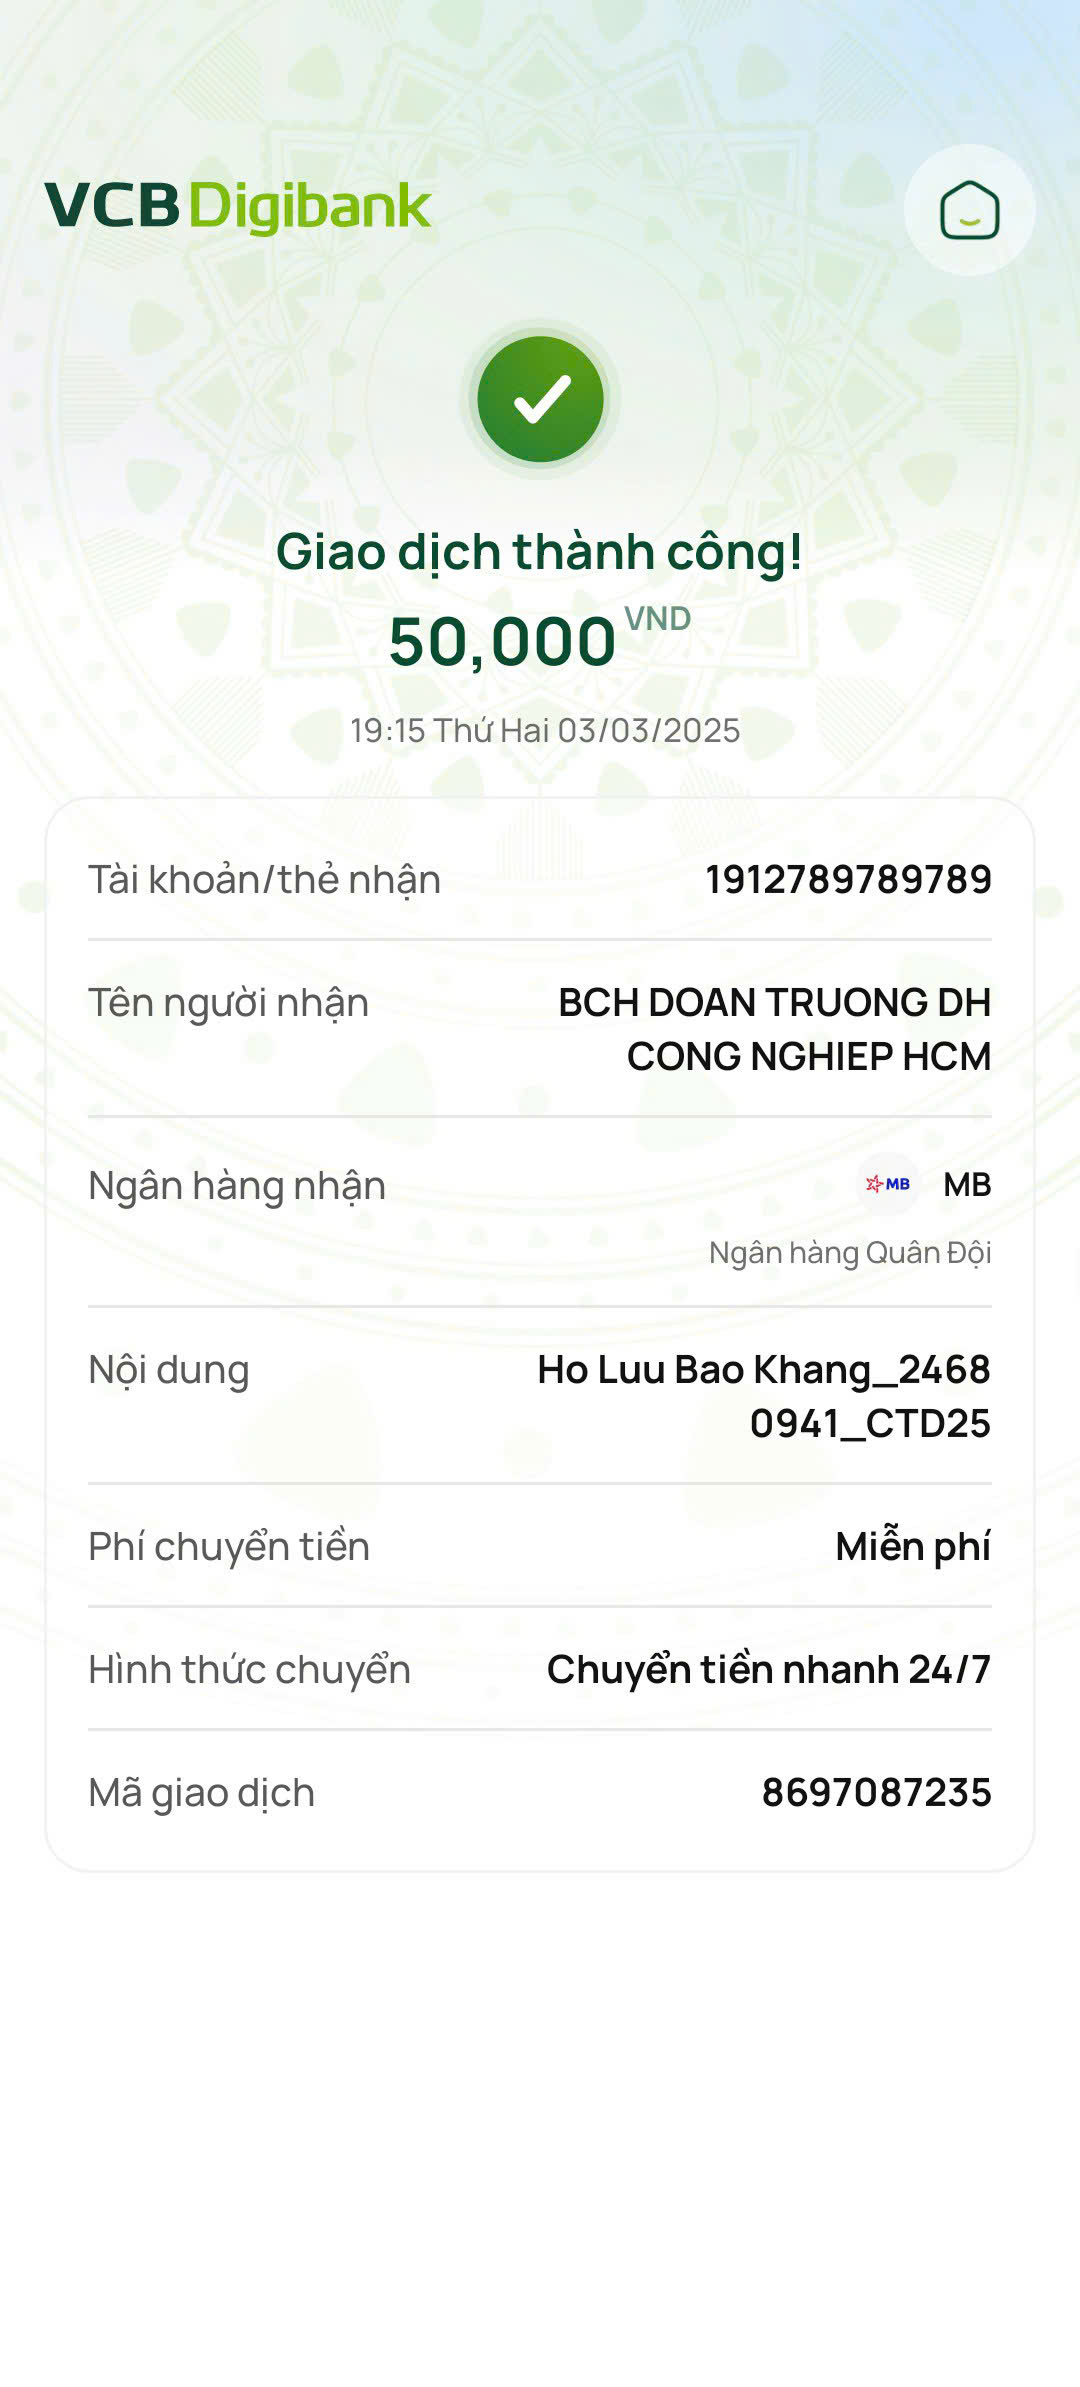 VCB Digibank
Giao dịch thành công!
50,000 VND
19:15 Thứ Hai 03/03/2025
Tài khoản/thẻ nhận 1912789789789
Tên người nhận BCH DOAN TRUONG DH
CONG NGHIEP HCM
Ngân hàng nhận MB MB
Ngân hàng Quân Đội
Nội dung Ho Luu Bao Khang_2468
0941_CTD25
Phí chuyển tiền Miễn phí
Hình thức chuyển Chuyển tiền nhanh 24/7
Mã giao dịch 8697087235